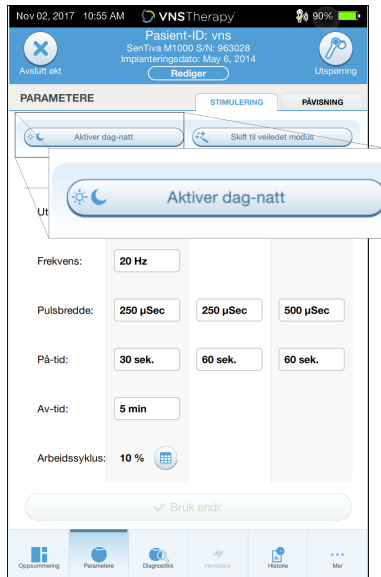 Nov 02, 2017 10:55 AM VNSTherapy 90%
Pasient-ID: vns
SenTiva M1000 S/N: 963028
Implanteringsdato: May 6, 2014
Rediger
Avslutt økt
Utspørring
PARAMETERE STIMULERING PÅVISNING
Aktiver dag-natt Skift til veiledet modus
Aktiver dag-natt
Ut
Frekvens: 20 Hz
Pulsbredde: 250 µSec 250 µSec 500 µSec
På-tid: 30 sek. 60 sek. 60 sek.
Av-tid: 5 min
Arbeidssyklus: 10 %
Bruk endr.
Oppsummering Parametere Diagnostikk Hendelser Historie Mer